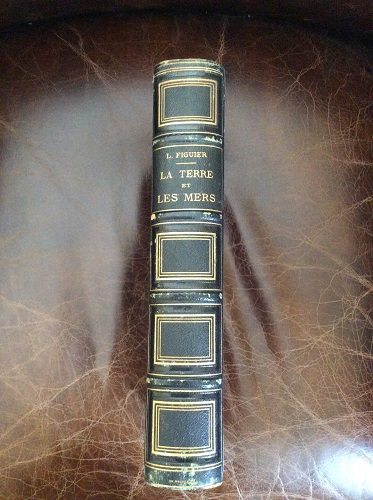 L. FIGUIER
LA TERRE
ET
LES MERS